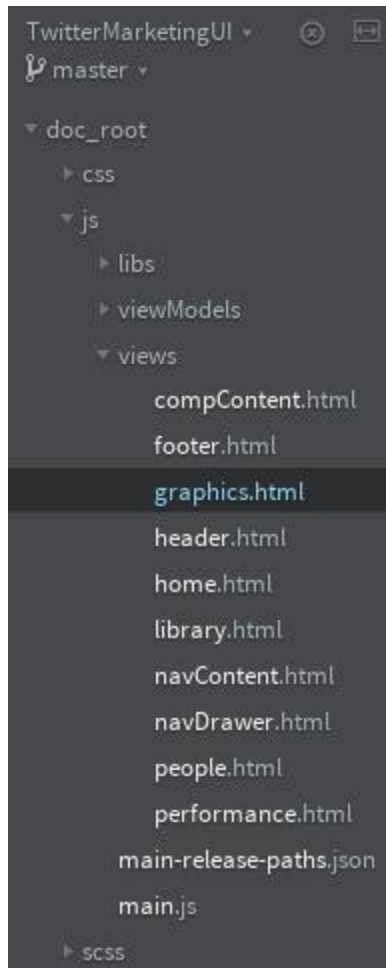 TwitterMarketingUI
master
doc_root
css
js
libs
viewModels
views
compContent.html
footer.html
graphics.html
header.html
home.html
library.html
navContent.html
navDrawer.html
people.html
performance.html
main-release-paths.json
main.js
scss